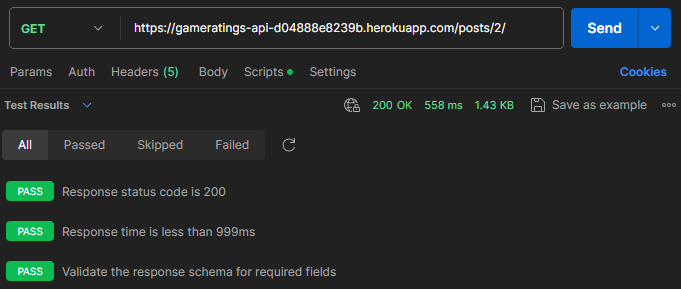 GET https://gameratings-api-d04888e8239b.herokuapp.com/posts/2/ Send
Params Auth Headers (5) Body Scripts Settings Cookies
Test Results 200 OK 558 ms 1.43 KB Save as example
All Passed Skipped Failed
PASS Response status code is 200
PASS Response time is less than 999ms
PASS Validate the response schema for required fields